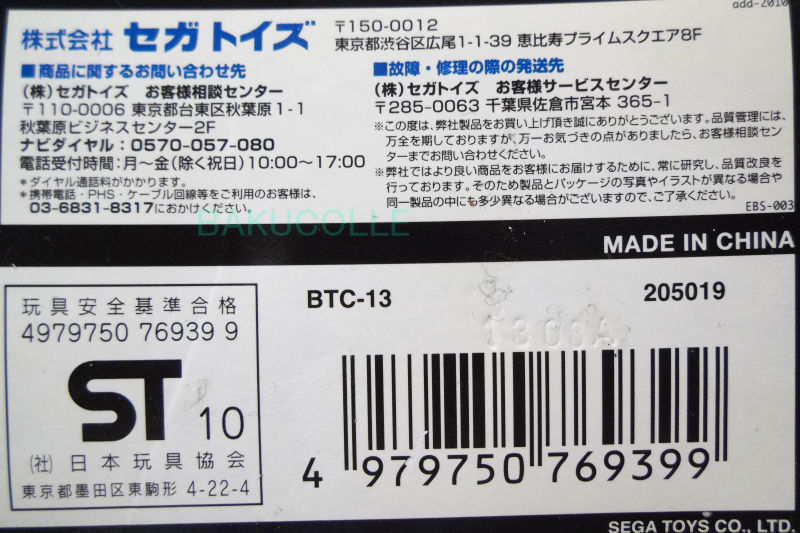 add-2010
株式会社 セガトイズ
〒150-0012
東京都渋谷区広尾1-1-39 恵比寿プライムスクエア8F
■商品に関するお問い合わせ先
(株)セガトイズ お客様相談センター
〒110-0006 東京都台東区秋葉原1-1
秋葉原ビジネスセンター2F
ナビダイヤル:0570-057-080
電話受付時間:月〜金(除く祝日)10:00〜17:00
*ダイヤル通話料がかかります。
*携帯電話・PHS・ケーブル回線等をご利用のお客様は、
03-6831-8317におかけください。
■故障・修理の際の発送先
(株)セガトイズ お客様サービスセンター
〒285-0063 千葉県佐倉市宮本 365-1
※この度は、弊社製品をお買い上げ頂き誠にありがとうございます。品質管理には、
万全を期しておりますが、万一お気づきの点がありましたら、お客様相談セン
ターまでお問い合わせください。
※弊社ではより良い商品をお客様にお届けするために、常に研究し、品質改良を
行っております。そのため製品とパッケージの写真やイラストが異なる場合や
同一製品の中にも多少異なる場合がございますので、ご了承ください。
EBS-003
BAKUCOLLE
MADE IN CHINA
玩具安全基準合格
4979750 76939 9
ST 10
(社)日本玩具協会
東京都墨田区東駒形 4-22-4
BTC-13
205019
1308A
4 979750 769399
SEGA TOYS CO., LTD.